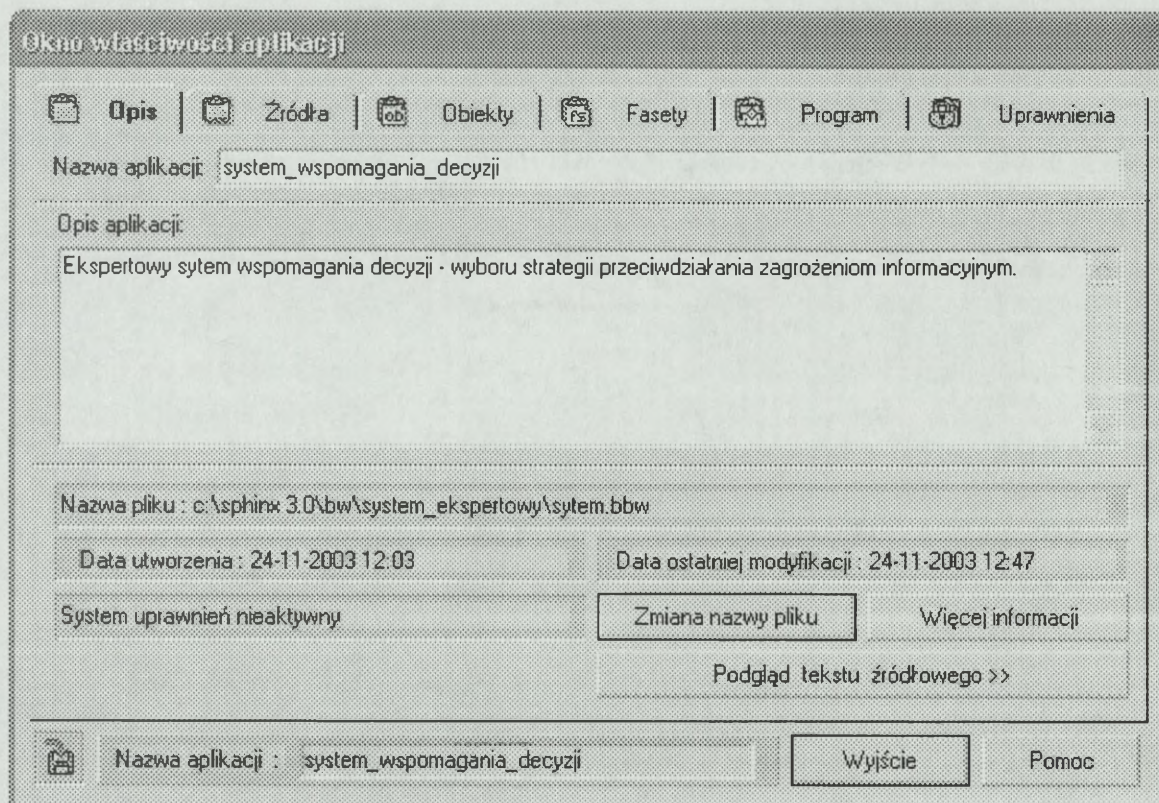 Okno właściwości aplikacji
Opis Źródła Obiekty Fasety Program Uprawnienia
Nazwa aplikacji: system_wspomagania_decyzji
Opis aplikacji:
Ekspertowy sytem wspomagania decyzji - wyboru strategii przeciwdziałania zagrożeniom informacyjnym.
Nazwa pliku : c:\sphinx 3.0\bw\system_ekspertowy\sytem.bbw
Data utworzenia : 24-11-2003 12:03 Data ostatniej modyfikacji : 24-11-2003 12:47
System uprawnień nieaktywny Zmiana nazwy pliku Więcej informacji
Podgląd tekstu źródłowego >>
Nazwa aplikacji : system_wspomagania_decyzji Wyjście Pomoc